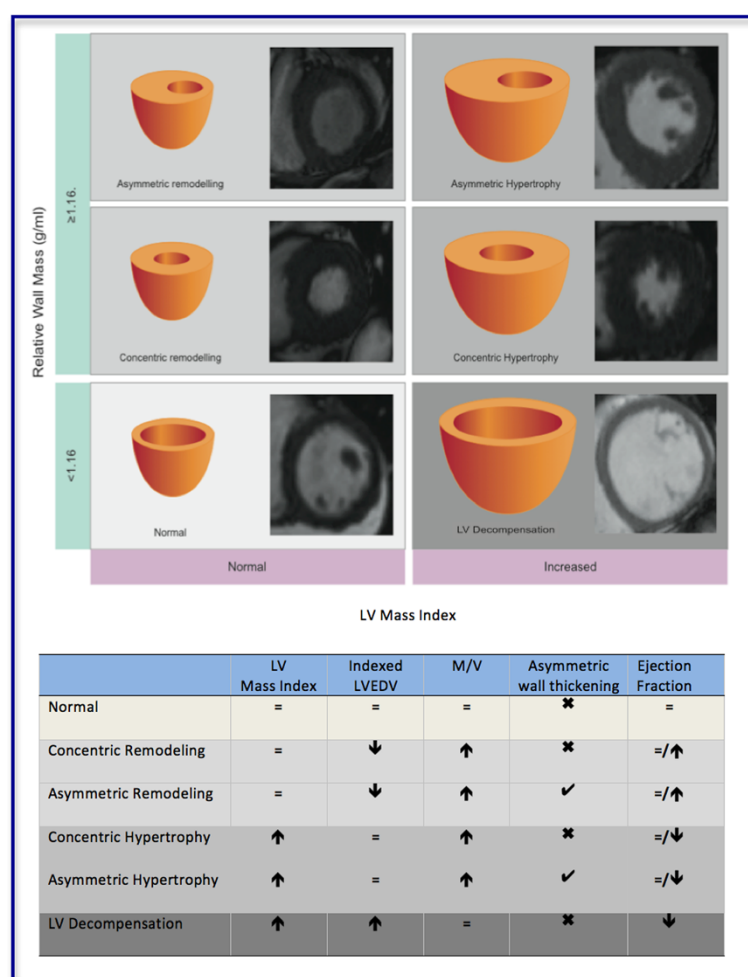 Relative Wall Mass (g/ml)
≥1.16.
<1.16
Asymmetric remodelling
Asymmetric Hypertrophy
Concentric remodelling
Concentric Hypertrophy
Normal
LV Decompensation
Normal
Increased
LV Mass Index
LV Mass Index Indexed LVEDV M/V Asymmetric wall thickening Ejection Fraction
Normal = = = ✖ =
Concentric Remodeling = 🡫 🡩 ✖ =/🡩
Asymmetric Remodeling = 🡫 🡩 ✔ =/🡩
Concentric Hypertrophy 🡩 = 🡩 ✖ =/🡫
Asymmetric Hypertrophy 🡩 = 🡩 ✔ =/🡫
LV Decompensation 🡩 🡩 = ✖ 🡫